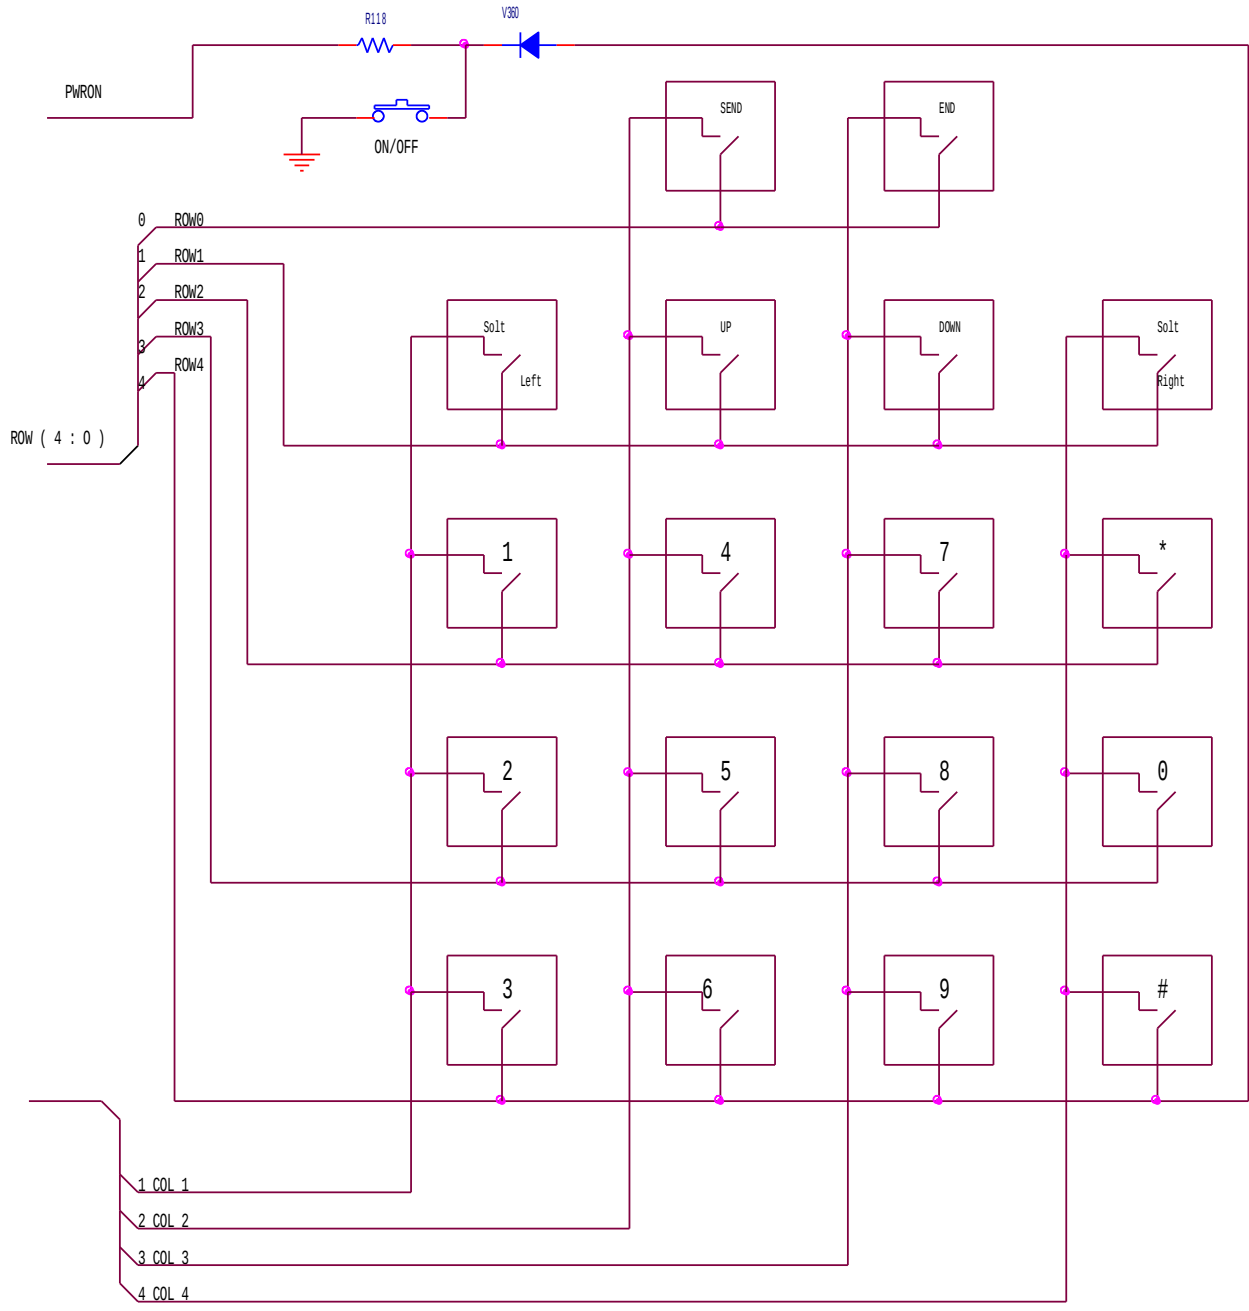 R118
V360
PWRON
ON/OFF
SEND
END
0 ROW0
1 ROW1
2 ROW2
3 ROW3
4 ROW4
ROW ( 4 : 0 )
Solt
Left
UP
DOWN
Solt
Right
1
4
7
*
2
5
8
0
3
6
9
#
1 COL 1
2 COL 2
3 COL 3
4 COL 4